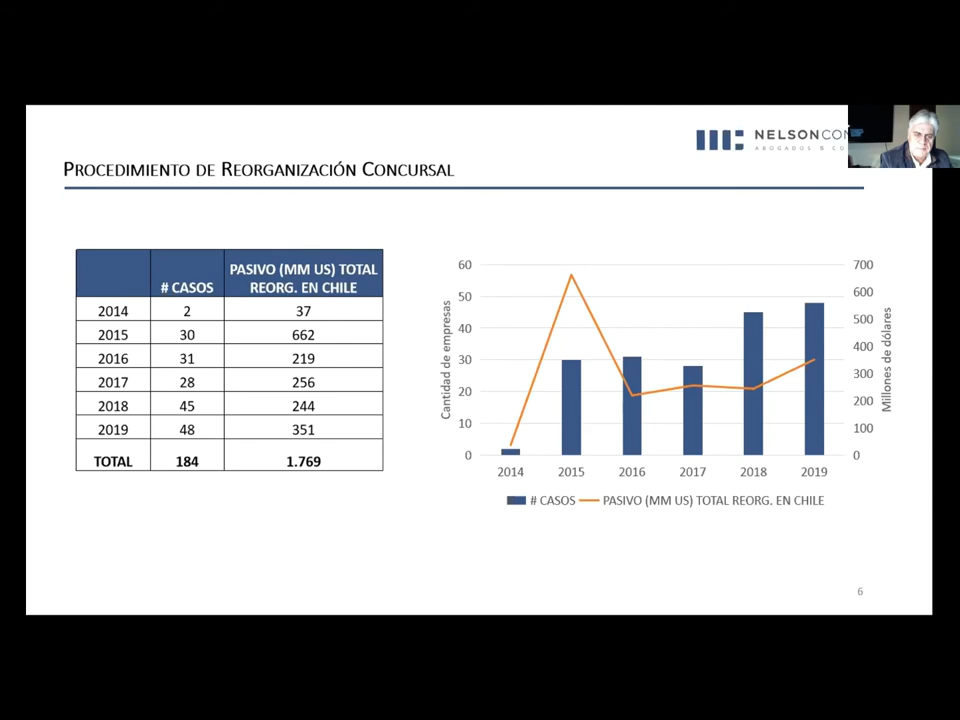 NELSON
ABOGADOS &
PROCEDIMIENTO DE REORGANIZACIÓN CONCURSAL
# CASOS PASIVO (MM US) TOTAL
REORG. EN CHILE
2014 2 37
2015 30 662
2016 31 219
2017 28 256
2018 45 244
2019 48 351
TOTAL 184 1.769
Cantidad de empresas
60
50
40
30
20
10
0
700
600
500
400
300
200
100
0
Millones de dólares
2014 2015 2016 2017 2018 2019
# CASOS PASIVO (MM US) TOTAL REORG. EN CHILE
6